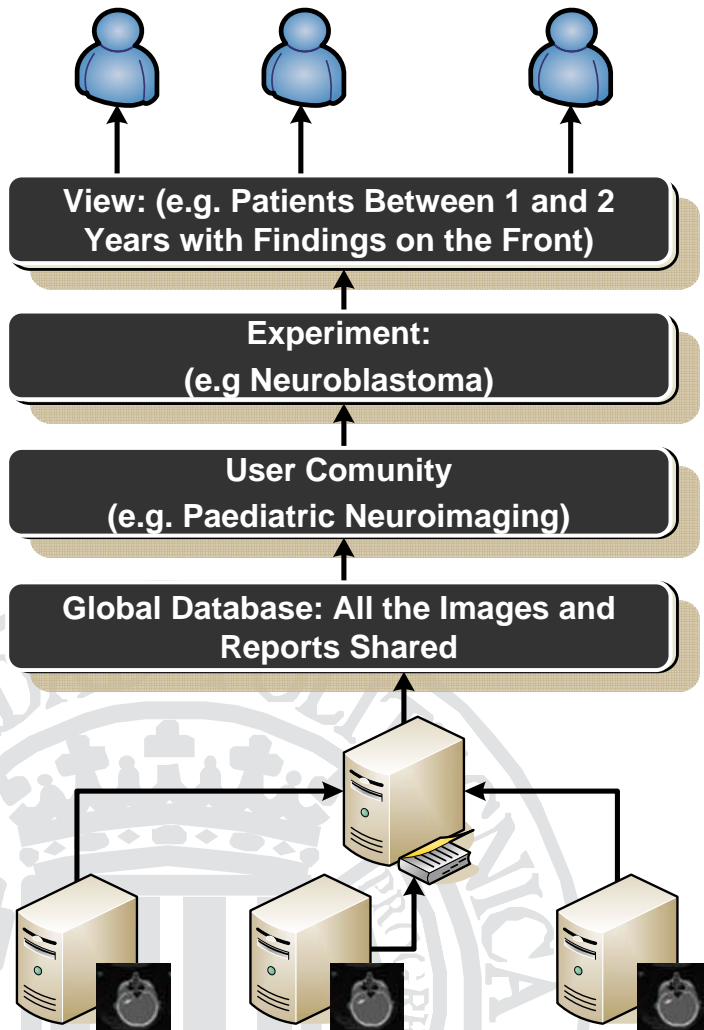 View: (e.g. Patients Between 1 and 2
Years with Findings on the Front)
Experiment:
(e.g Neuroblastoma)
User Comunity
(e.g. Paediatric Neuroimaging)
Global Database: All the Images and
Reports Shared